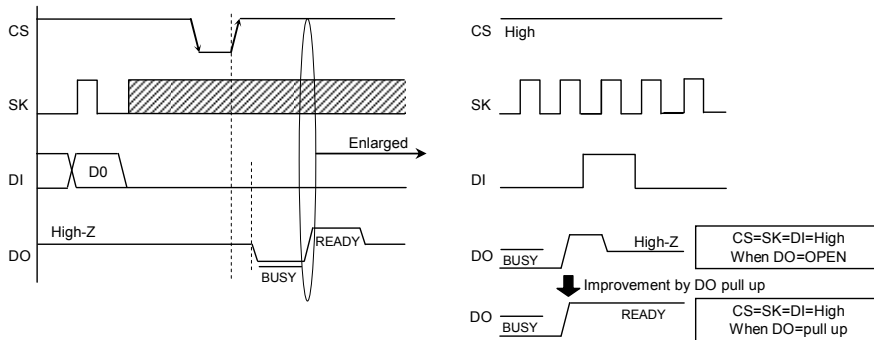 CS
SK
DI
D0
Enlarged
High-Z
DO
BUSY
READY
CS
High
SK
DI
DO
BUSY
High-Z
CS=SK=DI=High
When DO=OPEN
Improvement by DO pull up
DO
BUSY
READY
CS=SK=DI=High
When DO=pull up